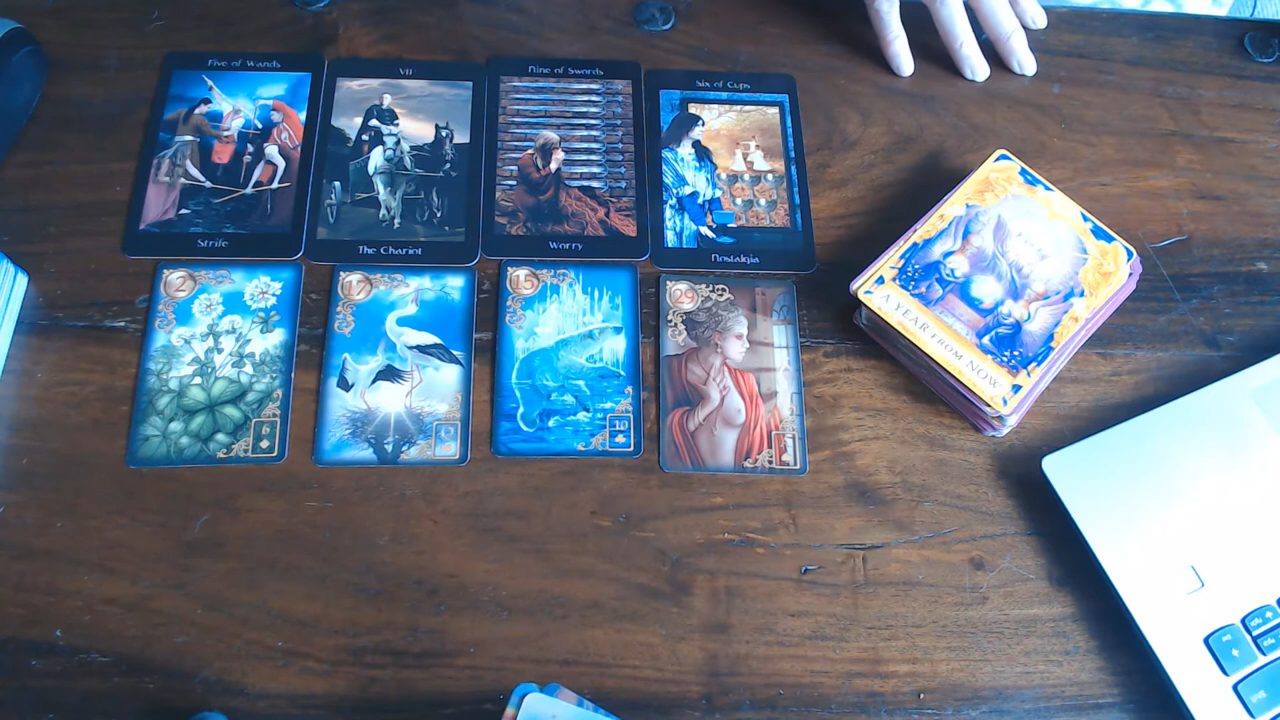 Five of Wands
VII
Nine of Swords
Six of Cups
Strife
The Chariot
Worry
Nostalgia
2
17
15
29
6
Q
10
A YEAR FROM NOW